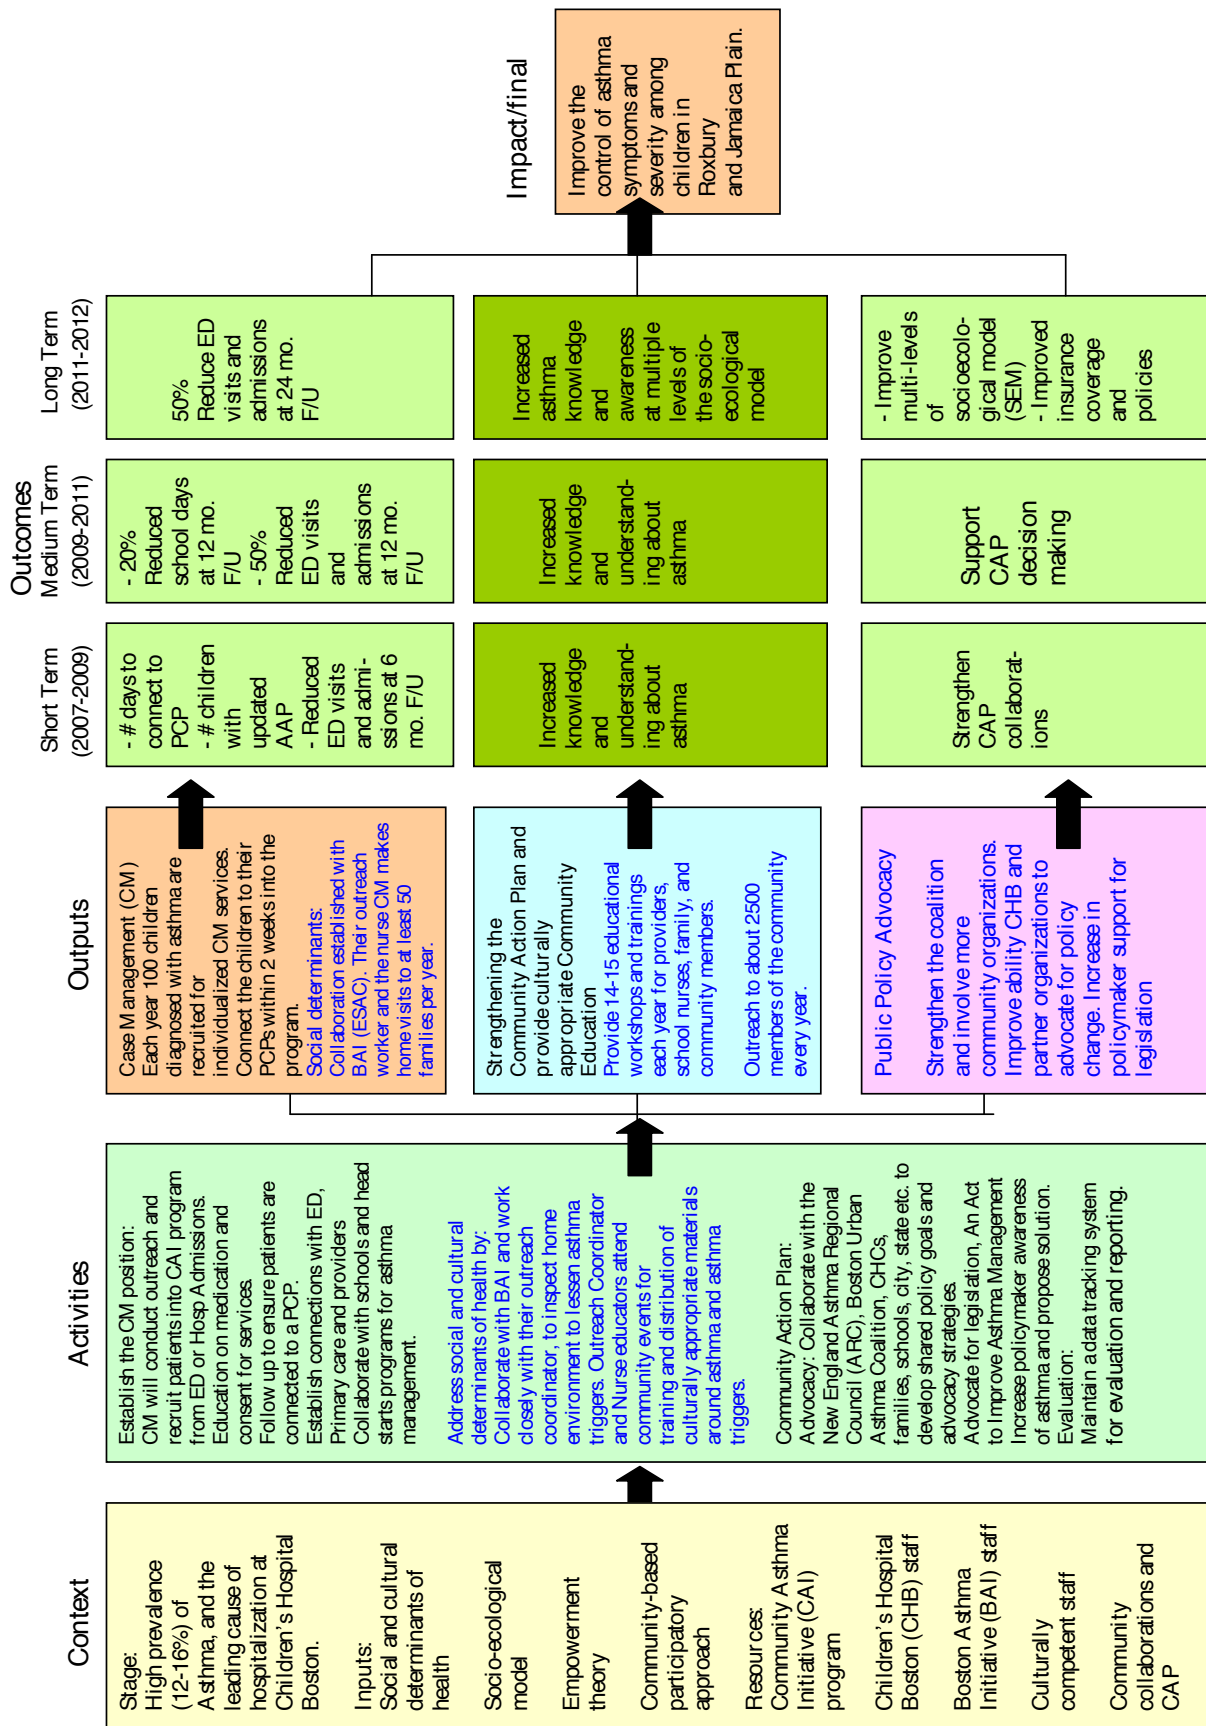 Context
Stage:
High prevalence
(12-16%) of
Asthma, and the
leading cause of
hospitalization at
Children's Hospital
Boston.
Inputs:
Social and cultural
determinants of
health
Socio-ecological
model
Empowerment
theory
Community-based
participatory
approach
Resources:
Community Asthma
Initiative (CAI)
program
Children's Hospital
Boston (CHB) staff
Boston Asthma
Initiative (BAI) staff
Culturally
competent staff
Community
collaborations and
CAP
Activities
Establish the CM position:
CM will conduct outreach and
recruit patients into CAI program
from ED or Hosp Admissions.
Education on medication and
consent for services.
Follow up to ensure patients are
connected to a PCP.
Establish connections with ED,
Primary care and providers
Collaborate with schools and head
starts programs for asthma
management.
Address social and cultural
determinants of health by:
Collaborate with BAI and work
closely with their outreach
coordinator, to inspect home
environment to lessen asthma
triggers. Outreach Coordinator
and Nurse educators attend
community events for
training and distribution of
culturally appropriate materials
around asthma and asthma
triggers.
Community Action Plan:
Advocacy: Collaborate with the
New England Asthma Regional
Council (ARC), Boston Urban
Asthma Coalition, CHCs,
families, schools, city, state etc. to
develop shared policy goals and
advocacy strategies.
Advocate for legislation, An Act
to Improve Asthma Management
Increase policymaker awareness
of asthma and propose solution.
Evaluation:
Maintain a data tracking system
for evaluation and reporting.
Outputs
Case Management (CM)
Each year 100 children
diagnosed with asthma are
recruited for
individualized CM services.
Connect the children to their
PCPs within 2 weeks into the
program.
Social determinants:
Collaboration established with
BAI (ESAC). Their outreach
worker and the nurse CM makes
home visits to at least 50
families per year.
Strengthening the
Community Action Plan and
provide culturally
appropriate Community
Education
Provide 14-15 educational
workshops and trainings
each year for providers,
school nurses, family, and
community members.
Outreach to about 2500
members of the community
every year.
Public Policy Advocacy
Strengthen the coalition
and involve more
community organizations.
Improve ability CHB and
partner organizations to
advocate for policy
change. Increase in
policymaker support for
legislation
Outcomes
Short Term
(2007-2009)
- # days to
connect to
PCP
- # children
with
updated
AAP
- Reduced
ED visits
and admi-
ssions at 6
mo. F/U
Increased
knowledge
and
understand-
ing about
asthma
Strengthen
CAP
collaborat-
ions
Medium Term
(2009-2011)
- 20%
Reduced
school days
at 12 mo.
F/U
- 50%
Reduced
ED visits
and
admissions
at 12 mo.
F/U
Increased
knowledge
and
understand-
ing about
asthma
Support
CAP
decision
making
Long Term
(2011-2012)
50%
Reduce ED
visits and
admissions
at 24 mo.
F/U
Increased
asthma
knowledge
and
awareness
at multiple
levels of
the socio-
ecological
model
- Improve
multi-levels
of
socioecolo-
gical model
(SEM)
- Improved
insurance
coverage
and
policies
Impact/final
Improve the
control of asthma
symptoms and
severity among
children in
Roxbury
and Jamaica Plain.